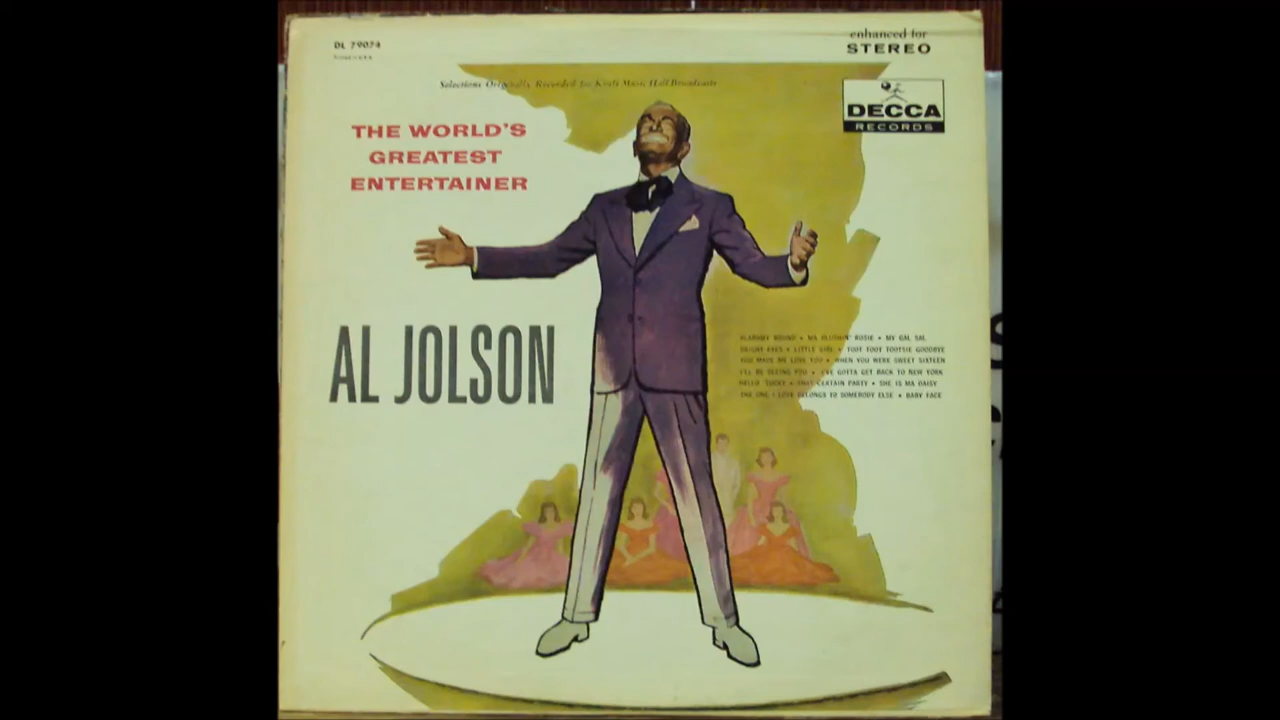 DL 79074
enhanced for
STEREO
Selections Originally Recorded for Kraft Music Hall Broadcasts
DECCA
RECORDS
THE WORLD'S
GREATEST
ENTERTAINER
AL JOLSON
ALABAMY BOUND • MA BLUSHIN' ROSIE • MY GAL SAL
LITTLE GIRL • TOOT TOOT TOOTSIE GOODBYE
YOU MADE ME LOVE YOU • WHEN YOU WERE SWEET SIXTEEN
I'LL BE SEEING YOU • I'VE GOTTA GET BACK TO NEW YORK
HELLO 'TUCKY • THAT CERTAIN PARTY • SHE IS MA DAISY
THE ONE I LOVE BELONGS TO SOMEBODY ELSE • BABY FACE